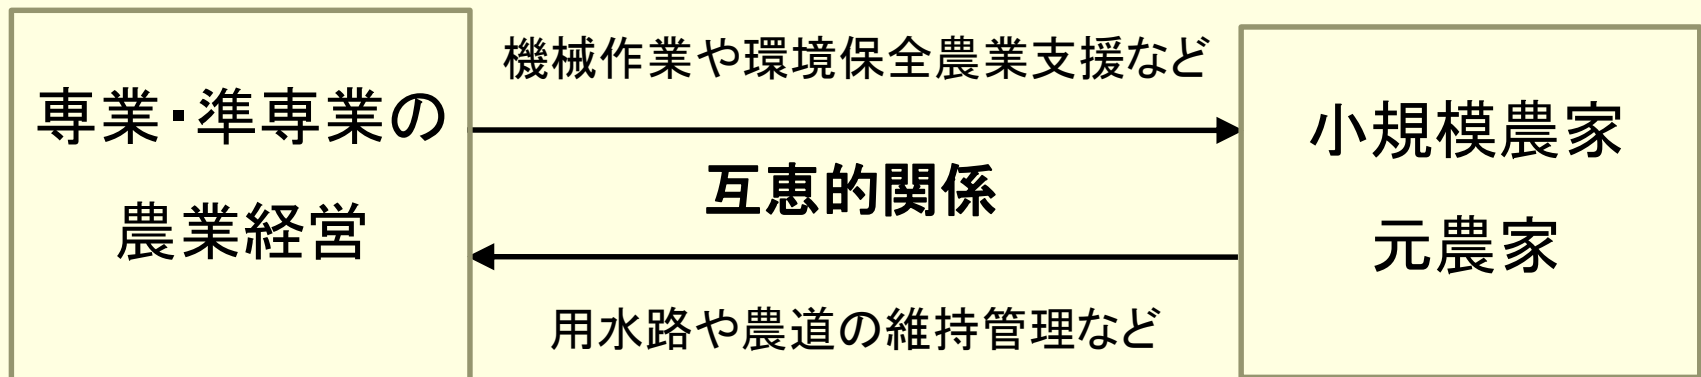 専業・準専業の
農業経営
機械作業や環境保全農業支援など
互恵的関係
用水路や農道の維持管理など
小規模農家
元農家